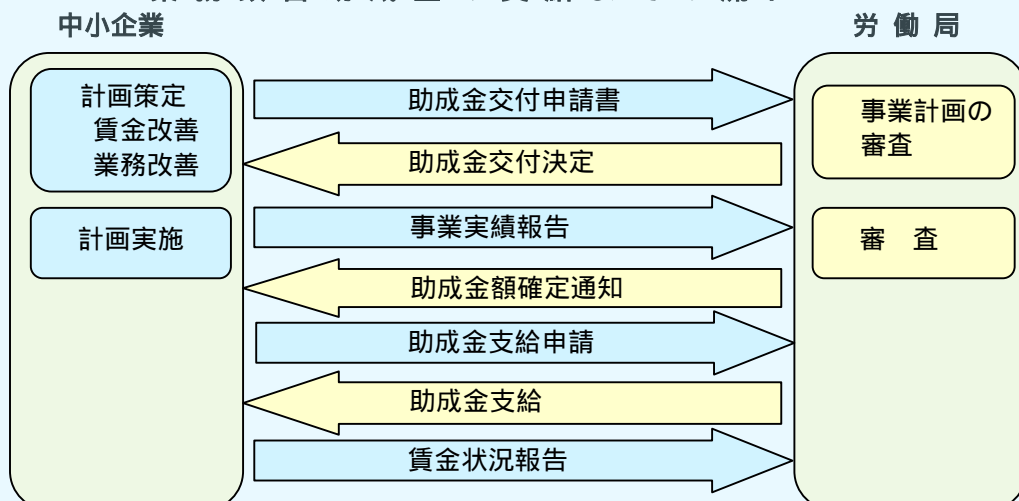 中小企業
労働局
計画策定
賃金改善
業務改善
助成金交付申請書
事業計画の
審査
助成金交付決定
計画実施
事業実績報告
審　査
助成金額確定通知
助成金支給申請
助成金支給
賃金状況報告